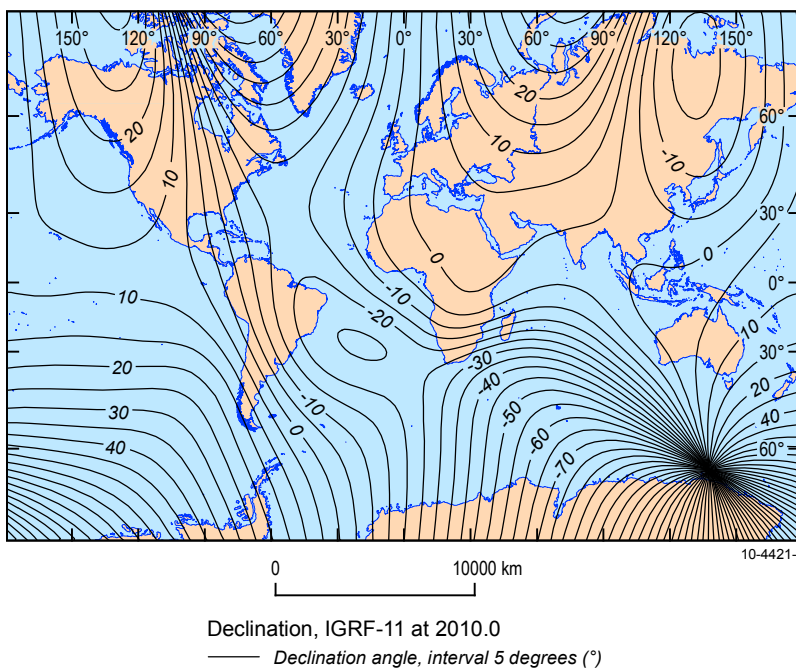 150° 120° 90° 60° 30° 0° 30° 60° 90° 120° 150°
20 20
60°
20 10 10 -10
10
30°
0 0
10 -10 0°
-20 10
20 -30 30°
-40 20
30 -10 -50 40
0 -60
40 -70 60°
10-4421-
0 10000 km
Declination, IGRF-11 at 2010.0
Declination angle, interval 5 degrees (°)